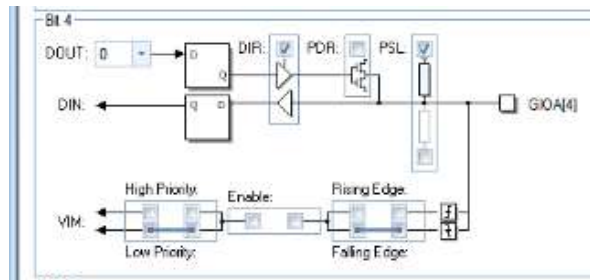 Bit 4
DOUT: 0 D Q DIR: PDR: PSL:
DIN: Q D GIOA[4]
High Priority: Enable: Rising Edge:
VIM:
Low Priority: Falling Edge: